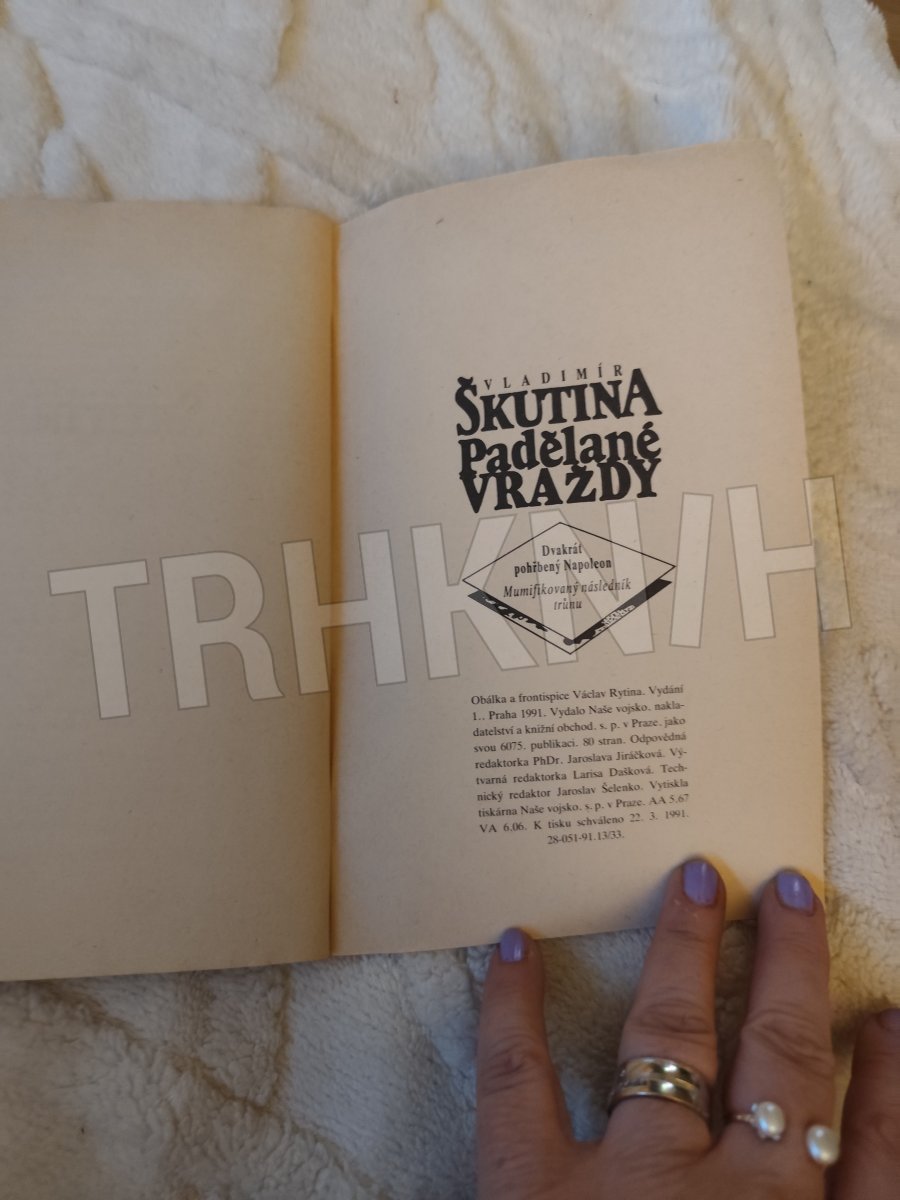 VLADIMÍR
ŠKUTINA
Padělané
VRAŽDY
Dvakrát
pohřbený Napoleon
Mumifikovaný následník
trůnu
TRHKNIH
Obálka a frontispice Václav Rytina. Vydání
1.. Praha 1991. Vydalo Naše vojsko. nakla-
datelství a knižní obchod. s. p. v Praze. jako
svou 6075. publikaci. 80 stran. Odpovědná
redaktorka PhDr. Jaroslava Jiráčková. Vý-
tvarná redaktorka Larisa Dašková. Tech-
nický redaktor Jaroslav Šelenko. Vytiskla
tiskárna Naše vojsko. s. p. v Praze. AA 5.67
VA 6.06. K tisku schváleno 22. 3. 1991.
28-051-91.13/33.